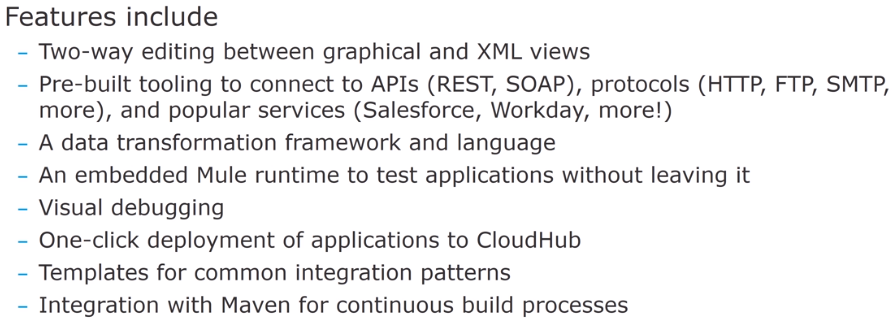 Features include
– Two-way editing between graphical and XML views
– Pre-built tooling to connect to APIs (REST, SOAP), protocols (HTTP, FTP, SMTP,
more), and popular services (Salesforce, Workday, more!)
– A data transformation framework and language
– An embedded Mule runtime to test applications without leaving it
– Visual debugging
– One-click deployment of applications to CloudHub
– Templates for common integration patterns
– Integration with Maven for continuous build processes